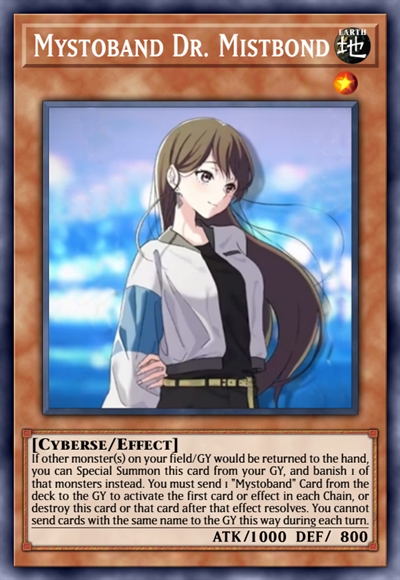 Mystoband Dr. Mistbond
EARTH
地
[Cyberse/Effect]
If other monster(s) on your field/GY would be returned to the hand,
you can Special Summon this card from your GY, and banish 1 of
that monsters instead. You must send 1 "Mystoband" Card from the
deck to the GY to activate the first card or effect in each Chain, or
destroy this card or that card after that effect resolves. You cannot
send cards with the same name to the GY this way during each turn.
ATK/1000 DEF/ 800